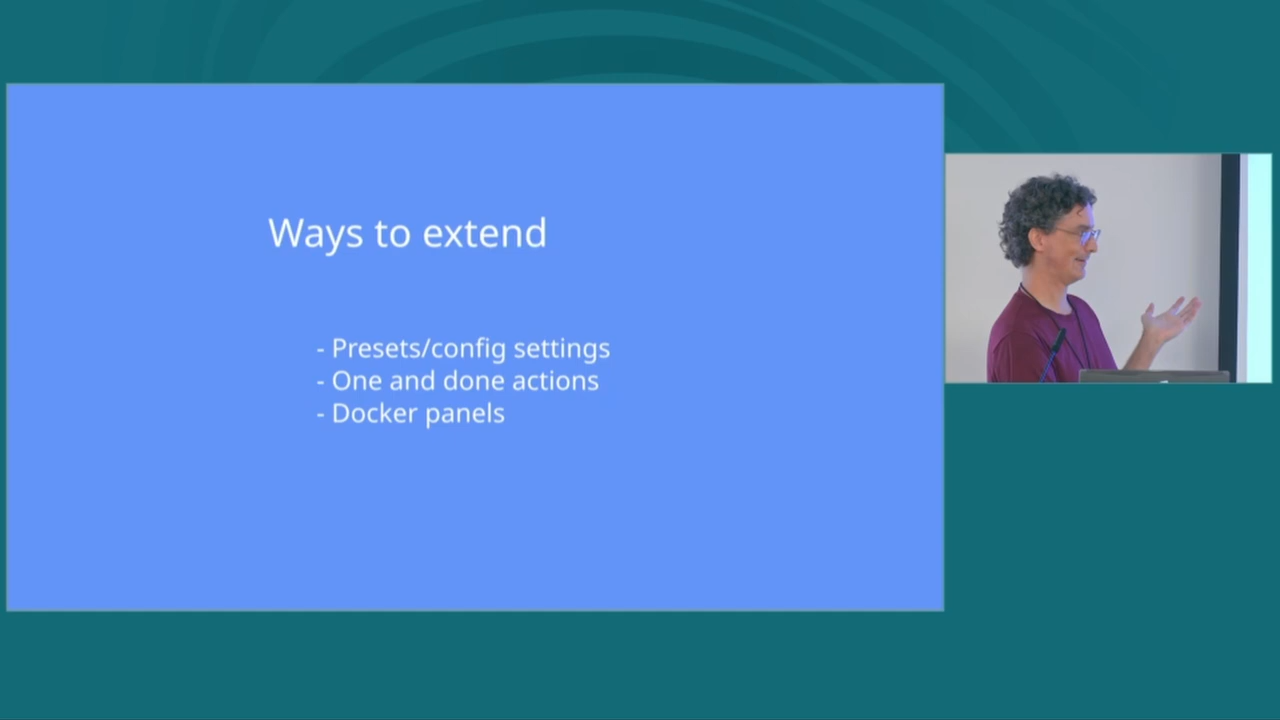 Ways to extend
- Presets/config settings
- One and done actions
- Docker panels